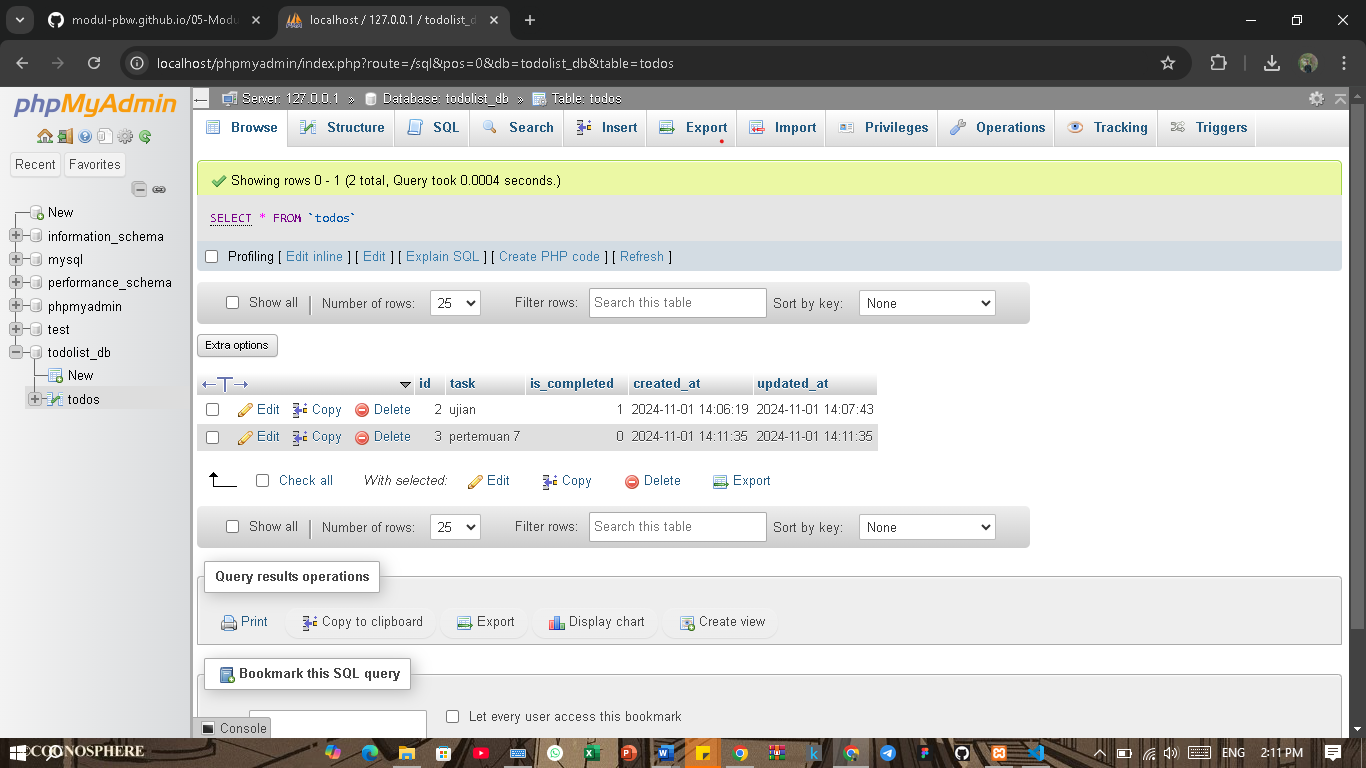 modul-pbw.github.io/05-Modu
localhost / 127.0.0.1 / todolist_d
localhost/phpmyadmin/index.php?route=/sql&pos=0&db=todolist_db&table=todos
phpMyAdmin
Recent Favorites
New
information_schema
mysql
performance_schema
phpmyadmin
test
todolist_db
New
todos
Server: 127.0.0.1 » Database: todolist_db » Table: todos
Browse Structure SQL Search Insert Export Import Privileges Operations Tracking Triggers
Showing rows 0 - 1 (2 total, Query took 0.0004 seconds.)
SELECT * FROM `todos`
Profiling [ Edit inline ] [ Edit ] [ Explain SQL ] [ Create PHP code ] [ Refresh ]
Show all Number of rows: 25 Filter rows: Search this table Sort by key: None
Extra options
id task is_completed created_at updated_at
Edit Copy Delete 2 ujian 1 2024-11-01 14:06:19 2024-11-01 14:07:43
Edit Copy Delete 3 pertemuan 7 0 2024-11-01 14:11:35 2024-11-01 14:11:35
Check all With selected: Edit Copy Delete Export
Show all Number of rows: 25 Filter rows: Search this table Sort by key: None
Query results operations
Print Copy to clipboard Export Display chart Create view
Bookmark this SQL query
Let every user access this bookmark
Console
ENG 2:11 PM